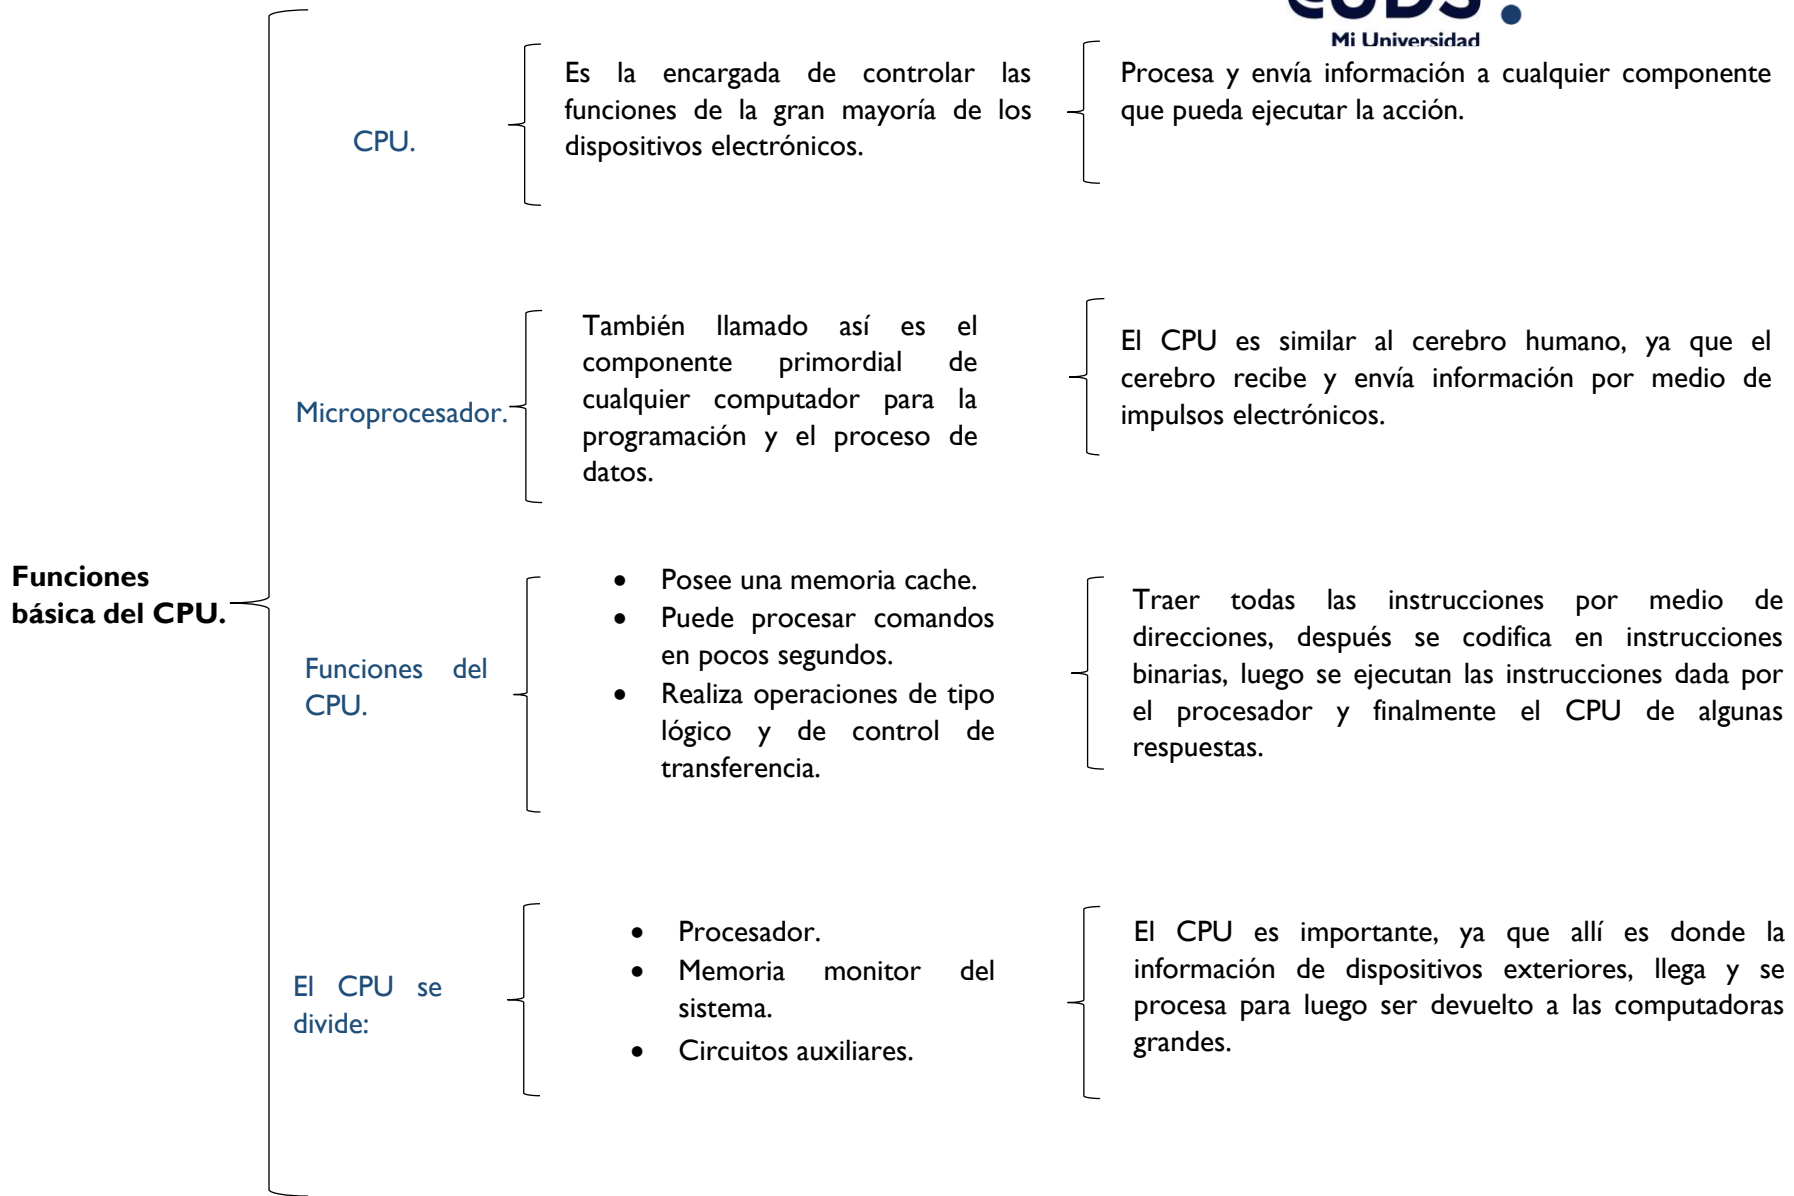 Mi Universidad
Funciones
básica del CPU.
CPU.
Es la encargada de controlar las
funciones de la gran mayoría de los
dispositivos electrónicos.
Procesa y envía información a cualquier componente
que pueda ejecutar la acción.
Microprocesador.
También llamado así es el
componente primordial de
cualquier computador para la
programación y el proceso de
datos.
El CPU es similar al cerebro humano, ya que el
cerebro recibe y envía información por medio de
impulsos electrónicos.
Funciones del
CPU.
• Posee una memoria cache.
• Puede procesar comandos
en pocos segundos.
• Realiza operaciones de tipo
lógico y de control de
transferencia.
Traer todas las instrucciones por medio de
direcciones, después se codifica en instrucciones
binarias, luego se ejecutan las instrucciones dada por
el procesador y finalmente el CPU de algunas
respuestas.
El CPU se
divide:
• Procesador.
• Memoria monitor del
sistema.
• Circuitos auxiliares.
El CPU es importante, ya que allí es donde la
información de dispositivos exteriores, llega y se
procesa para luego ser devuelto a las computadoras
grandes.